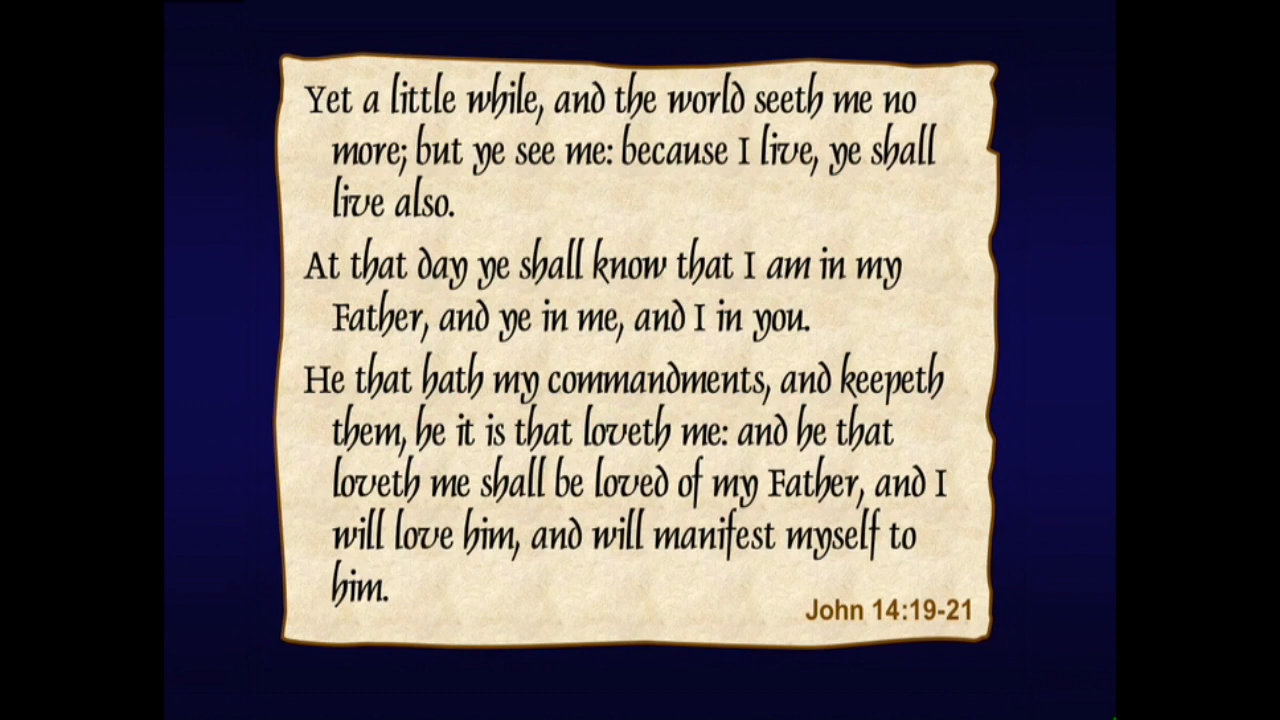 Yet a little while, and the world seeth me no
more; but ye see me: because I live, ye shall
live also.
At that day ye shall know that I am in my
Father, and ye in me, and I in you.
He that hath my commandments, and keepeth
them, he it is that loveth me: and he that
loveth me shall be loved of my Father, and I
will love him, and will manifest myself to
him.
John 14:19-21